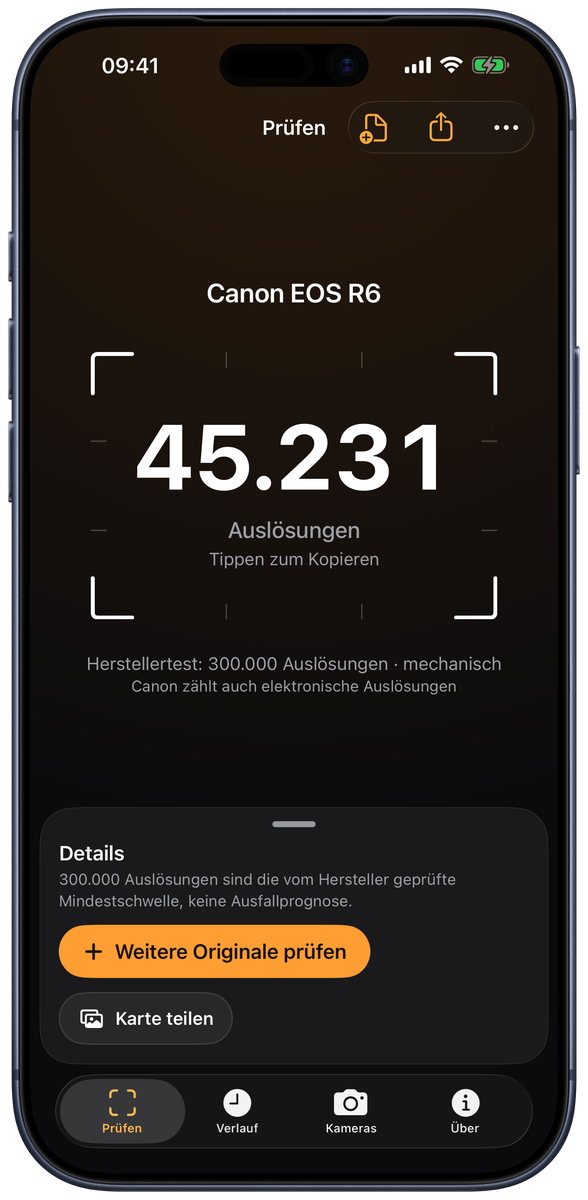 09:41
Prüfen
Canon EOS R6
45.231
Auslösungen
Tippen zum Kopieren
Herstellertest: 300.000 Auslösungen · mechanisch
Canon zählt auch elektronische Auslösungen
Details
300.000 Auslösungen sind die vom Hersteller geprüfte
Mindestschwelle, keine Ausfallprognose.
Weitere Originale prüfen
Karte teilen
Prüfen
Verlauf
Kameras
Über